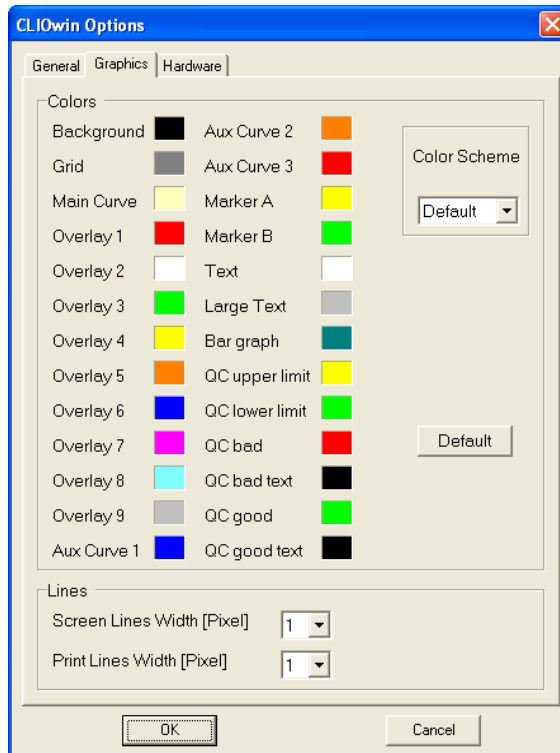 CLIOwin Options
General Graphics Hardware
Colors
Background Aux Curve 2
Grid Aux Curve 3
Main Curve Marker A
Overlay 1 Marker B
Overlay 2 Text
Overlay 3 Large Text
Overlay 4 Bar graph
Overlay 5 QC upper limit
Overlay 6 QC lower limit
Overlay 7 QC bad
Overlay 8 QC bad text
Overlay 9 QC good
Aux Curve 1 QC good text
Color Scheme
Default
Default
Lines
Screen Lines Width [Pixel] 1
Print Lines Width [Pixel] 1
OK Cancel